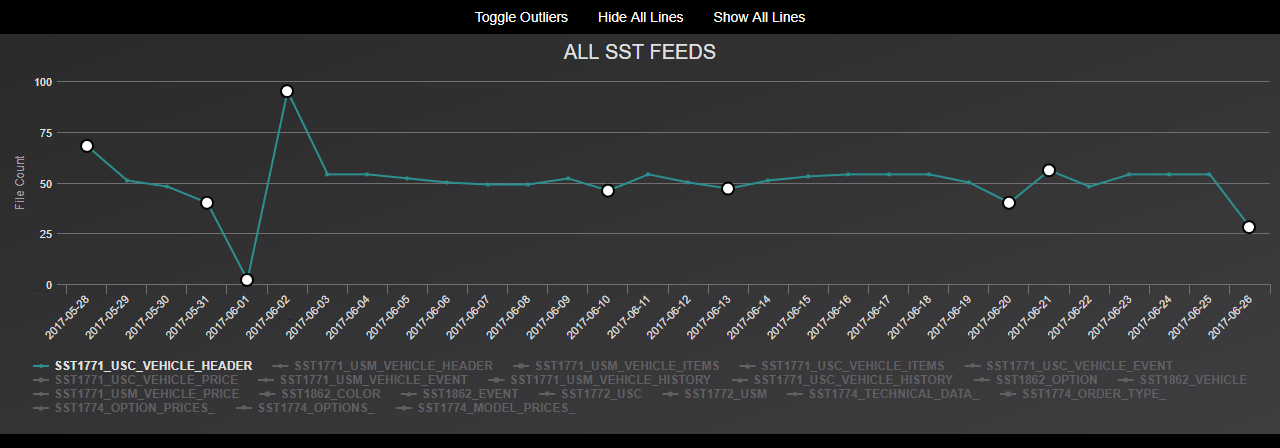 Toggle Outliers Hide All Lines Show All Lines
ALL SST FEEDS
File Count
100
75
50
25
0
2017-05-28 2017-05-29 2017-05-30 2017-05-31 2017-06-01 2017-06-02 2017-06-03 2017-06-04 2017-06-05 2017-06-06 2017-06-07 2017-06-08 2017-06-09 2017-06-10 2017-06-11 2017-06-12 2017-06-13 2017-06-14 2017-06-15 2017-06-16 2017-06-17 2017-06-18 2017-06-19 2017-06-20 2017-06-21 2017-06-22 2017-06-23 2017-06-24 2017-06-25 2017-06-26
SST1771_USC_VEHICLE_HEADER SST1771_USM_VEHICLE_HEADER SST1771_USM_VEHICLE_ITEMS SST1771_USC_VEHICLE_ITEMS SST1771_USC_VEHICLE_EVENT
SST1771_USC_VEHICLE_PRICE SST1771_USM_VEHICLE_EVENT SST1771_USM_VEHICLE_HISTORY SST1771_USC_VEHICLE_HISTORY SST1862_OPTION SST1862_VEHICLE
SST1771_USM_VEHICLE_PRICE SST1862_COLOR SST1862_EVENT SST1772_USC SST1772_USM SST1774_TECHNICAL_DATA_ SST1774_ORDER_TYPE_
SST1774_OPTION_PRICES_ SST1774_OPTIONS_ SST1774_MODEL_PRICES_